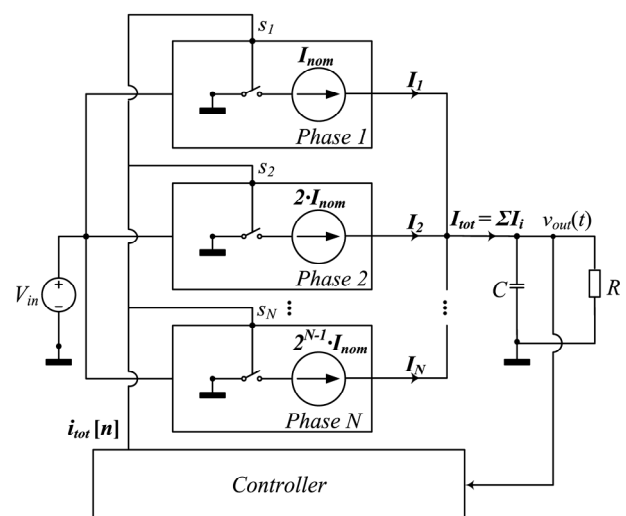 s₁
I_nom
I₁
Phase 1
s₂
2·I_nom
I₂
I_tot = ΣI_i
v_out(t)
Phase 2
V_in
+
−
C
R
s_N
⋮
⋮
2^{N-1}·I_nom
I_N
Phase N
i_tot [n]
Controller